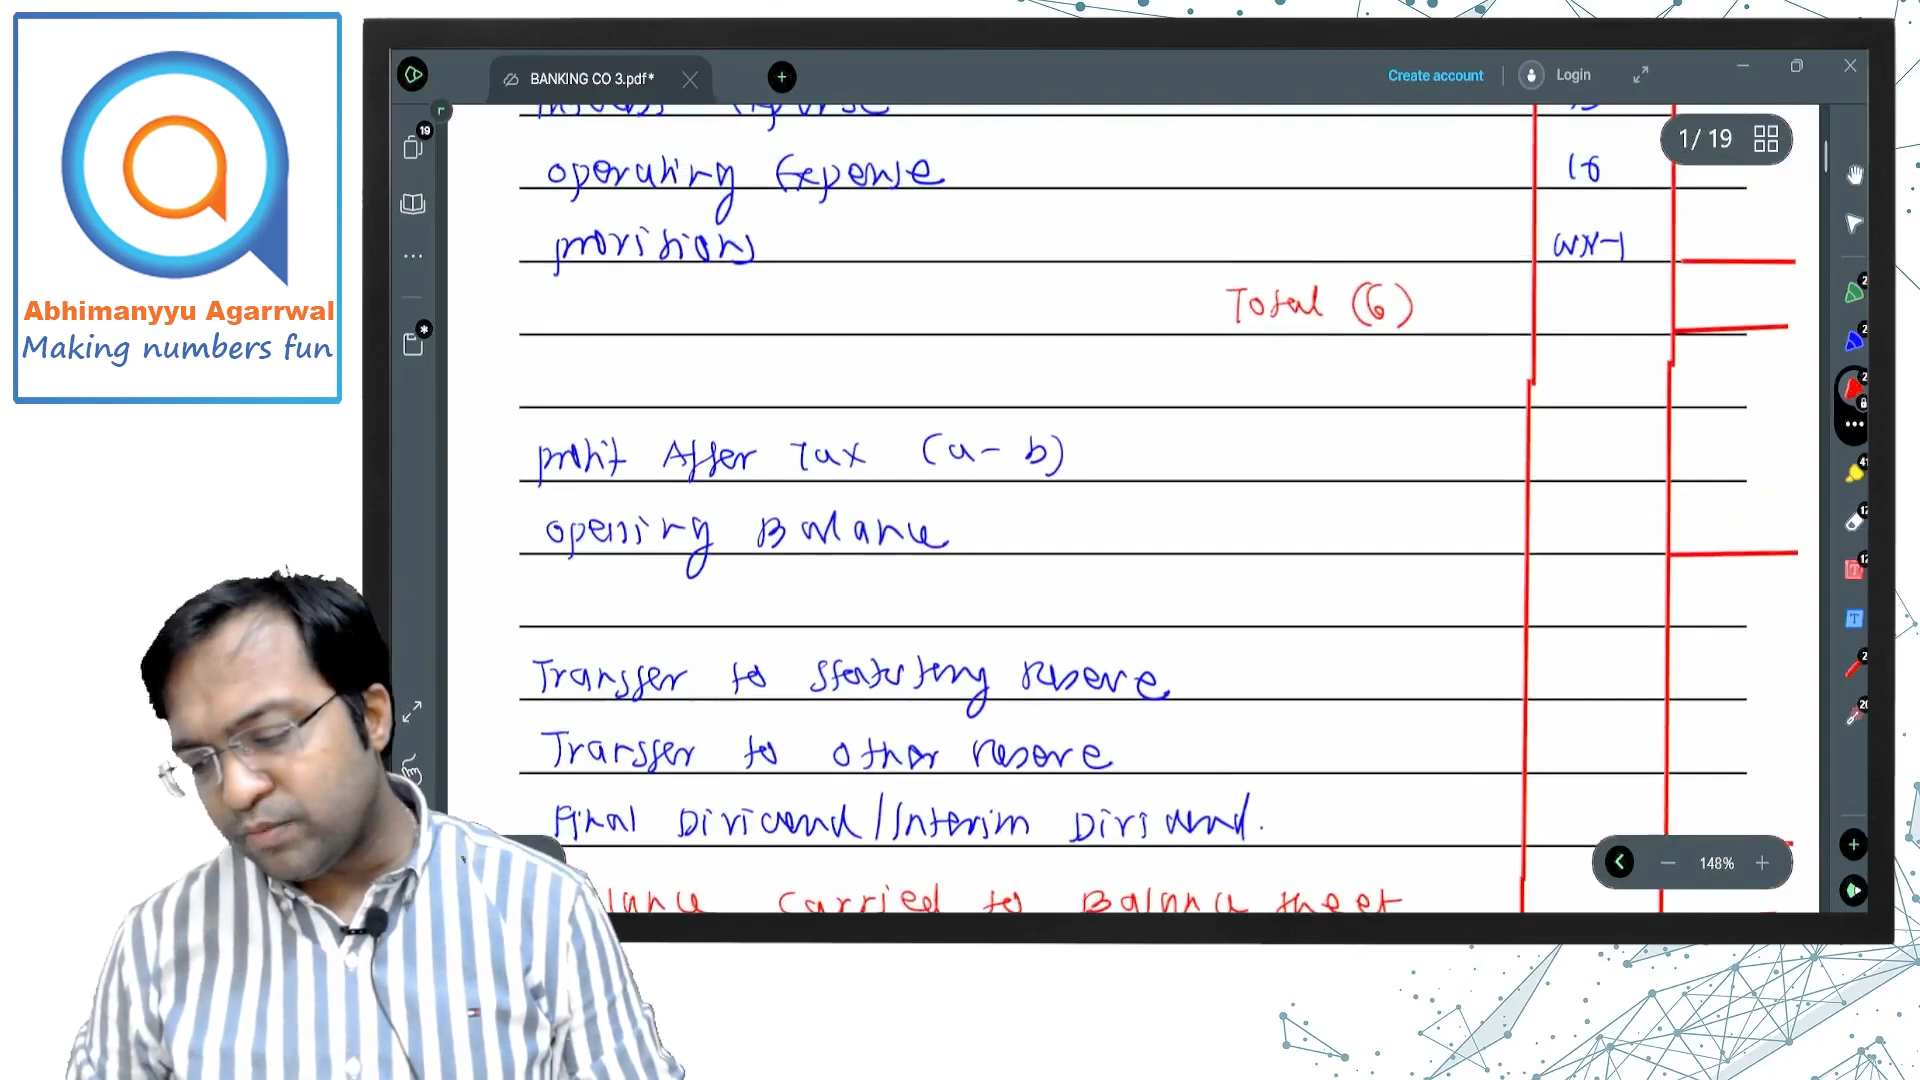 BANKING CO 3.pdf*
Create account
Login
1/ 19
19
operating Expense 16
provisions WN-1
Total (6)
profit After Tax (a- b)
opening Balance
Transfer to statutory reserve
Transfer to other reserve
Final Dividend/Interim Dividend.
carried to Balance sheet
148%
Abhimanyyu Agarrwal
Making numbers fun